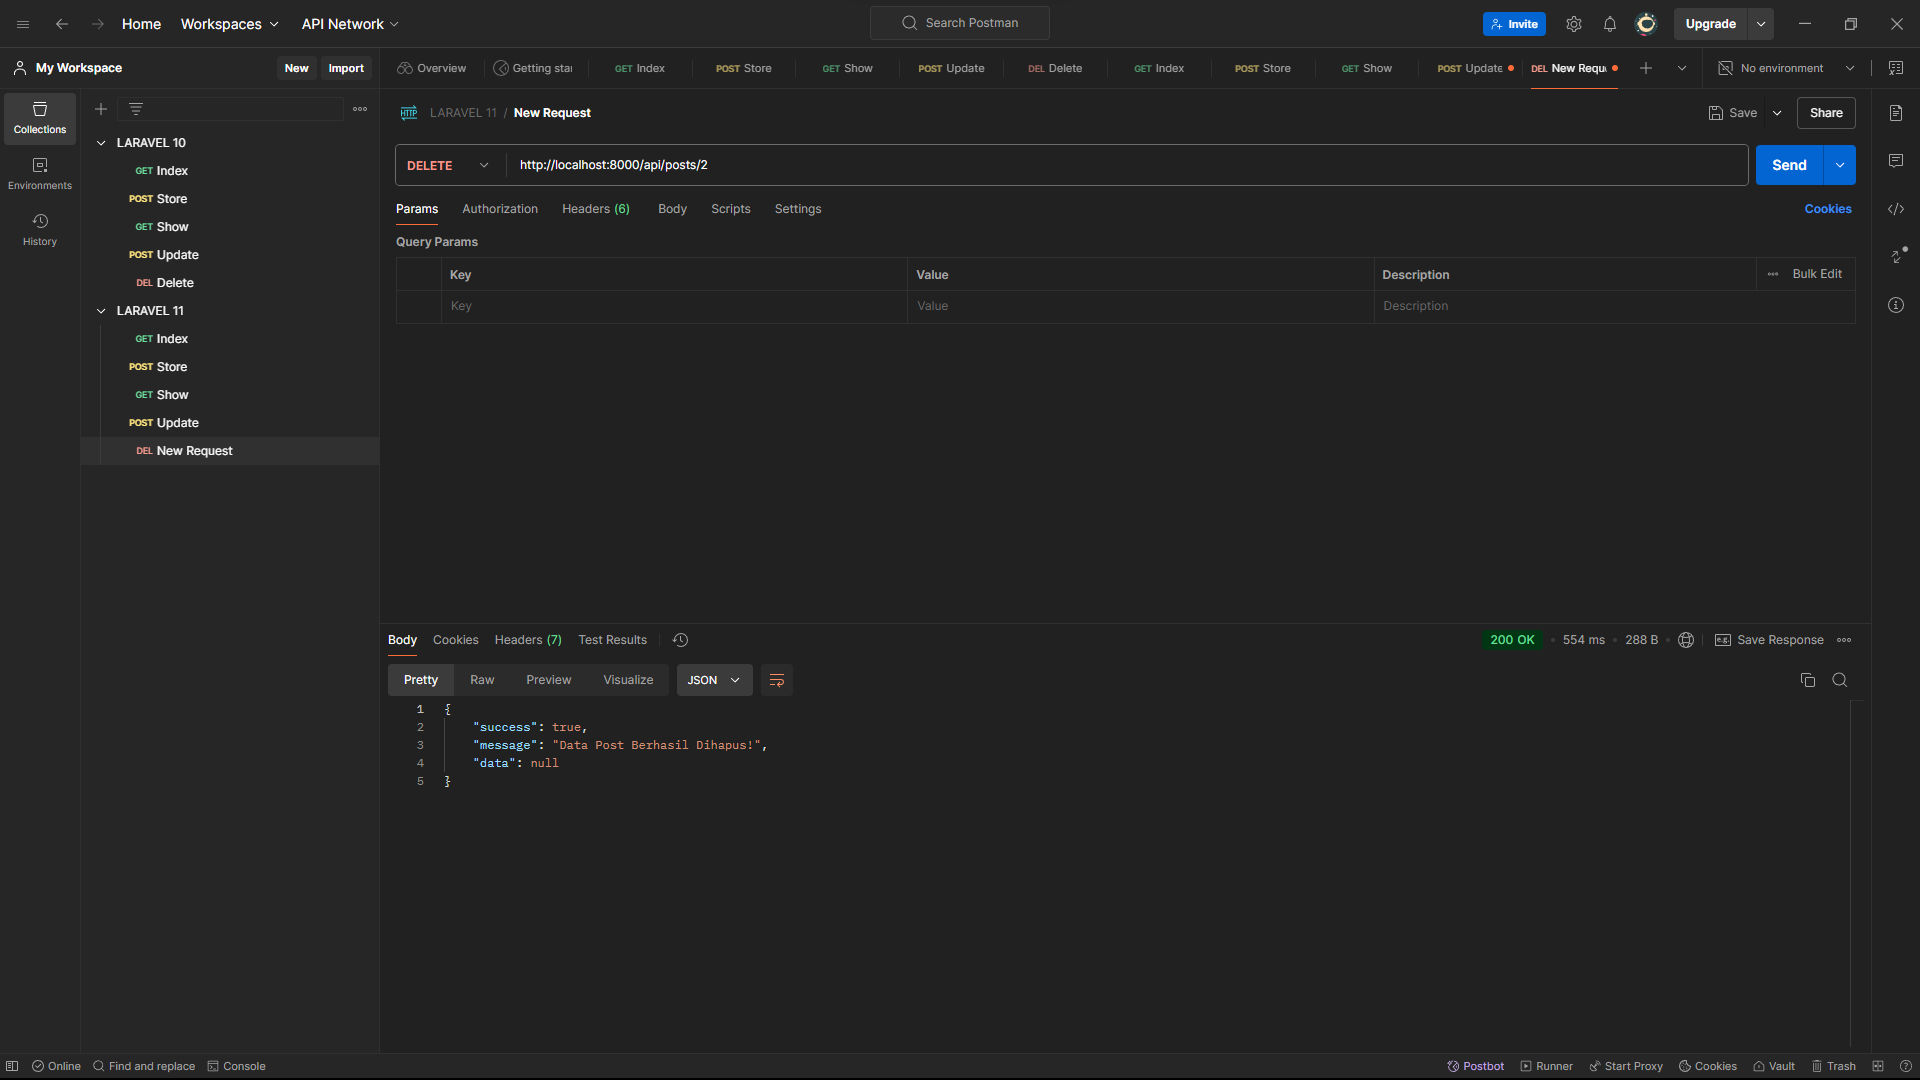 Home Workspaces API Network Search Postman Invite Upgrade
My Workspace New Import Overview Getting star GET Index POST Store GET Show POST Update DEL Delete GET Index POST Store GET Show POST Update DEL New Requ No environment
Collections
Environments
History
LARAVEL 10
GET Index
POST Store
GET Show
POST Update
DEL Delete
LARAVEL 11
GET Index
POST Store
GET Show
POST Update
DEL New Request
HTTP LARAVEL 11 / New Request Save Share
DELETE http://localhost:8000/api/posts/2 Send
Params Authorization Headers (6) Body Scripts Settings Cookies
Query Params
Key Value Description Bulk Edit
Key Value Description
Body Cookies Headers (7) Test Results 200 OK 554 ms 288 B e.g. Save Response
Pretty Raw Preview Visualize JSON
1 {
2 "success": true,
3 "message": "Data Post Berhasil Dihapus!",
4 "data": null
5 }
Online Find and replace Console Postbot Runner Start Proxy Cookies Vault Trash